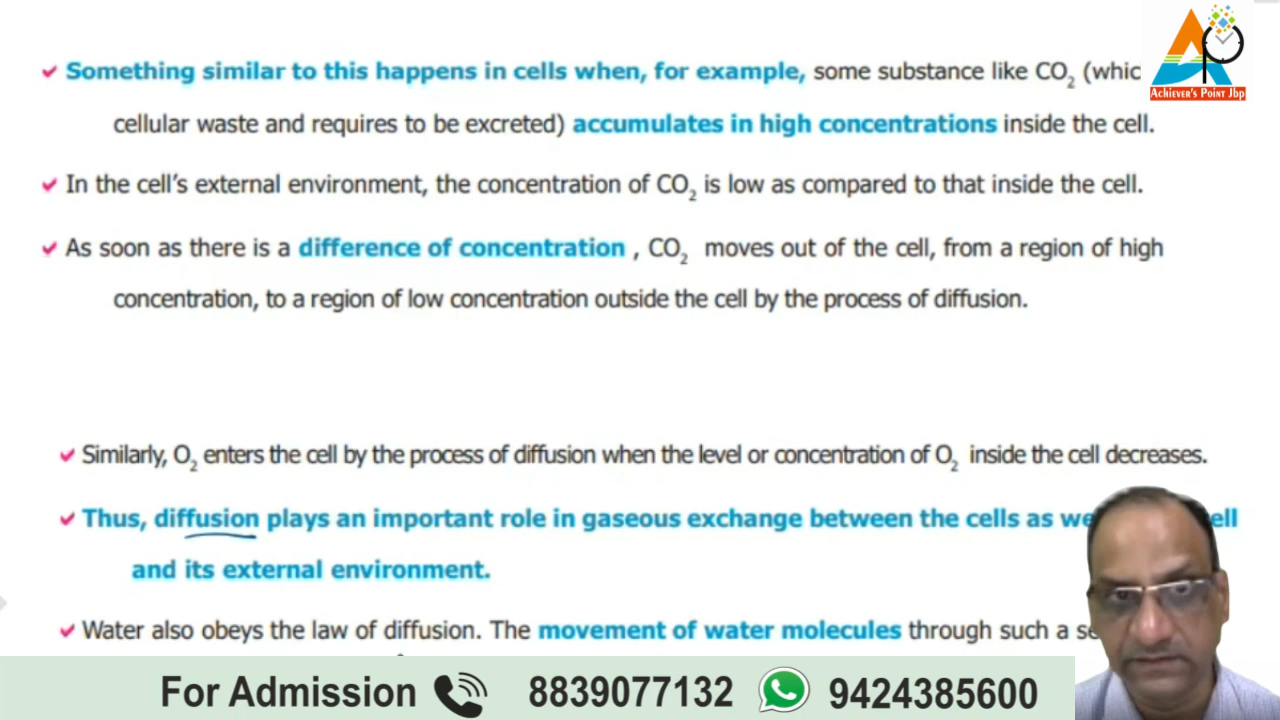 Something similar to this happens in cells when, for example, some substance like CO₂ (whic
cellular waste and requires to be excreted) accumulates in high concentrations inside the cell.
In the cell's external environment, the concentration of CO₂ is low as compared to that inside the cell.
As soon as there is a difference of concentration , CO₂ moves out of the cell, from a region of high
concentration, to a region of low concentration outside the cell by the process of diffusion.
Similarly, O₂ enters the cell by the process of diffusion when the level or concentration of O₂ inside the cell decreases.
Thus, diffusion plays an important role in gaseous exchange between the cells as we ell
and its external environment.
Water also obeys the law of diffusion. The movement of water molecules through such a se
For Admission 8839077132 9424385600
Achiever's Point Jbp